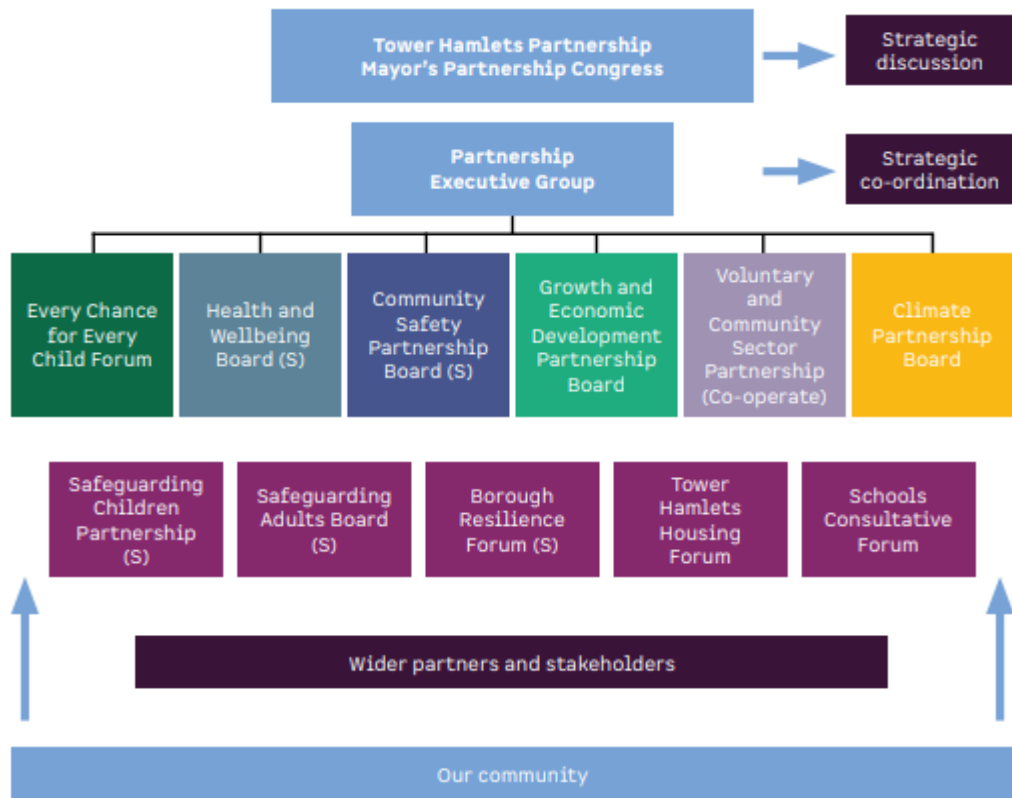 Tower Hamlets Partnership
Mayor's Partnership Congress
Strategic
discussion
Partnership
Executive Group
Strategic
co-ordination
Every Chance
for Every
Child Forum
Health and
Wellbeing
Board (S)
Community
Safety
Partnership
Board (S)
Growth and
Economic
Development
Partnership
Board
Voluntary
and
Community
Sector
Partnership
(Co-operate)
Climate
Partnership
Board
Safeguarding
Children
Partnership
(S)
Safeguarding
Adults Board
(S)
Borough
Resilience
Forum (S)
Tower
Hamlets
Housing
Forum
Schools
Consultative
Forum
Wider partners and stakeholders
Our community